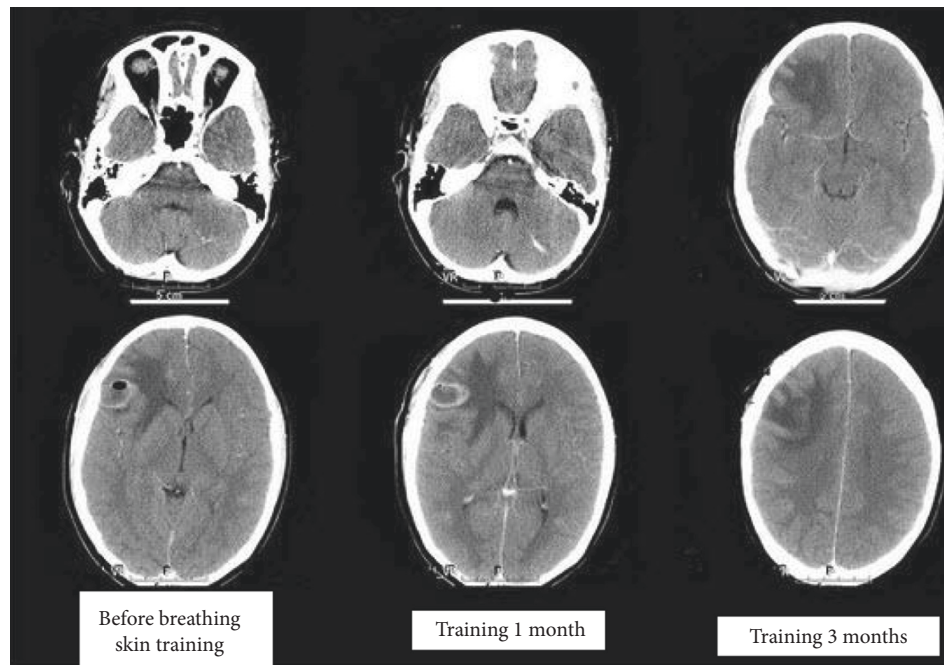 5 cm
Before breathing
skin training
Training 1 month
Training 3 months